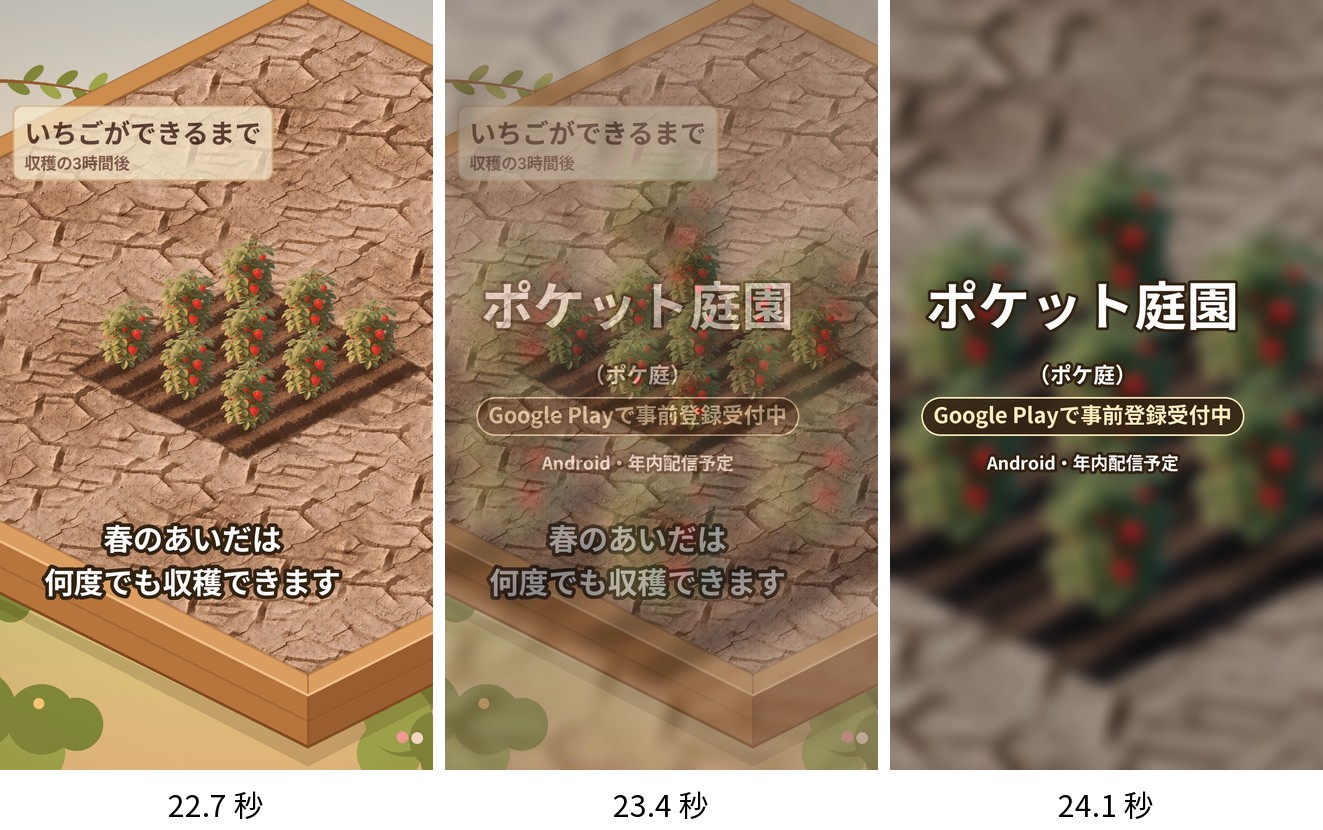 いちごができるまで
収穫の3時間後
春のあいだは
何度でも収穫できます
22.7 秒
いちごができるまで
収穫の3時間後
ポケット庭園
（ポケ庭）
Google Playで事前登録受付中
Android・年内配信予定
春のあいだは
何度でも収穫できます
23.4 秒
ポケット庭園
（ポケ庭）
Google Playで事前登録受付中
Android・年内配信予定
24.1 秒